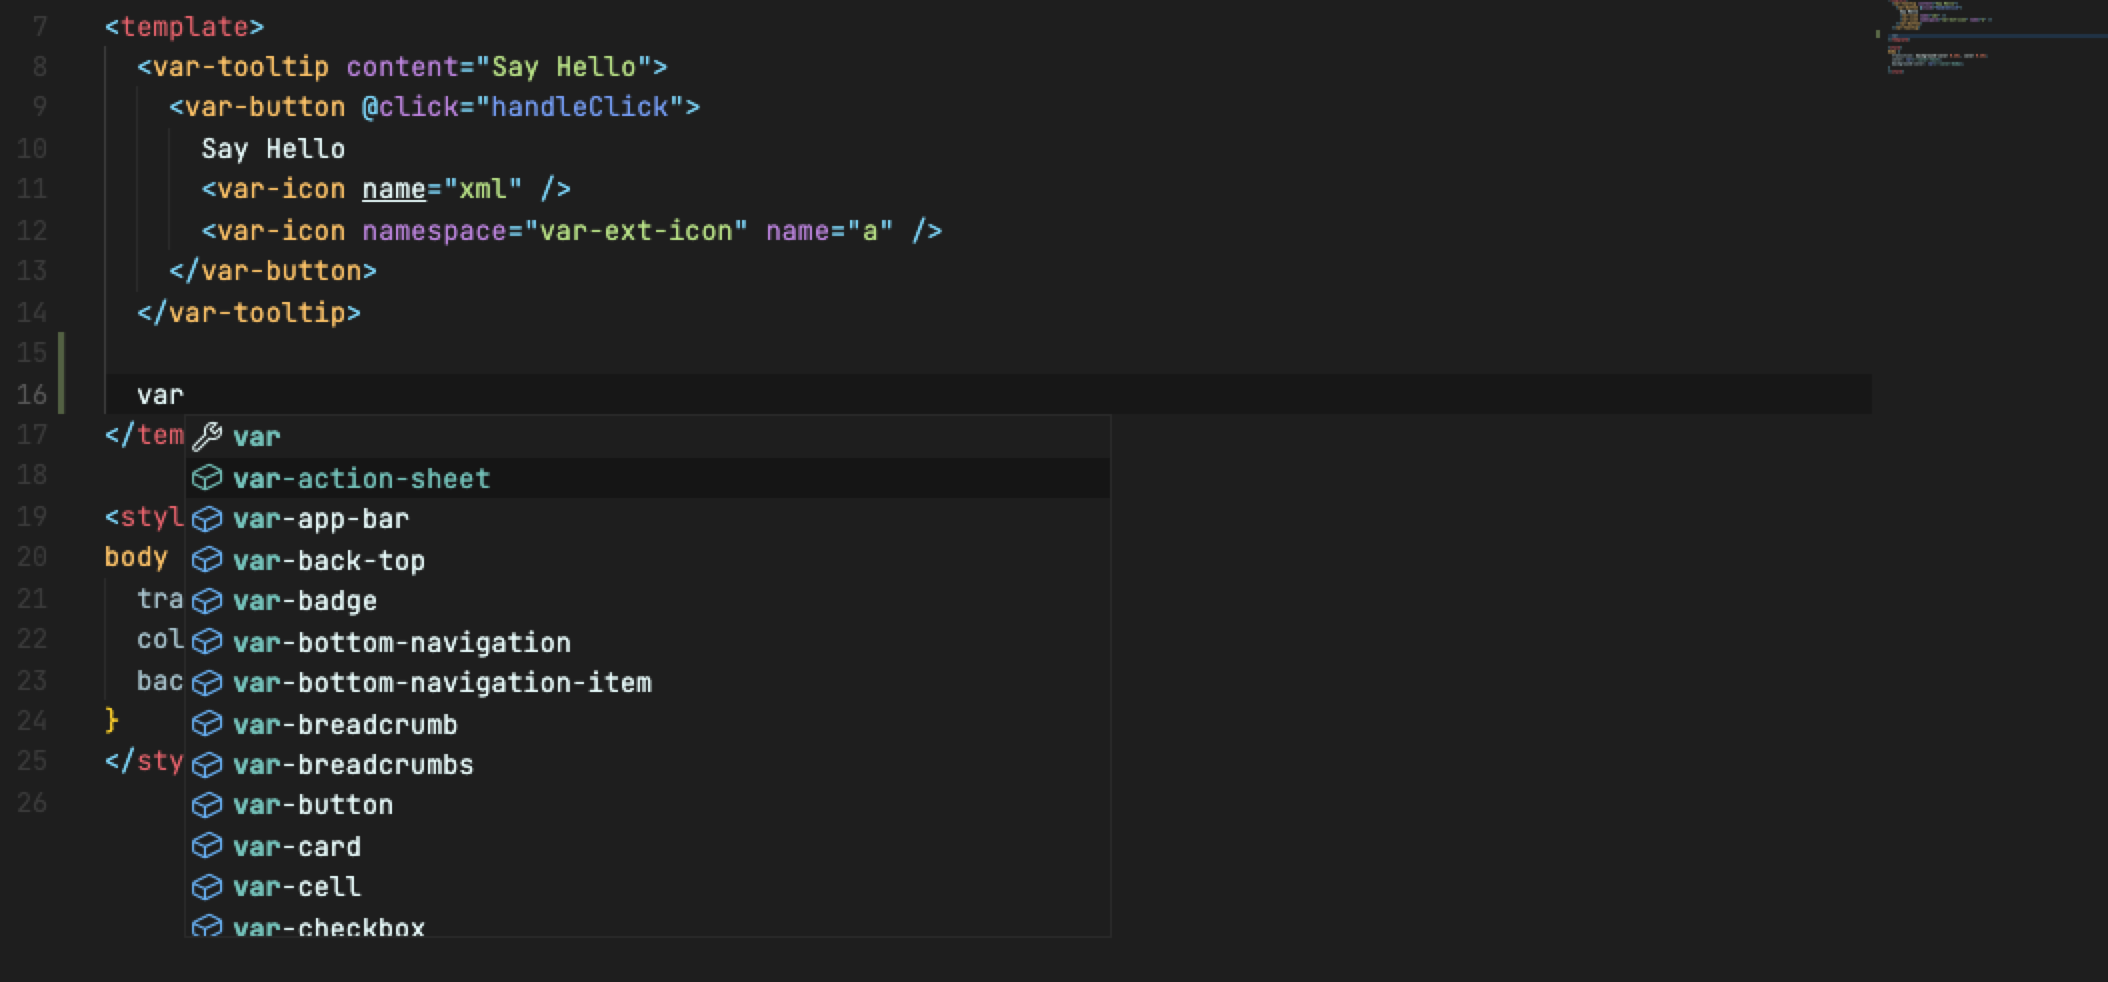 7 <template>
8 <var-tooltip content="Say Hello">
9 <var-button @click="handleClick">
10 Say Hello
11 <var-icon name="xml" />
12 <var-icon namespace="var-ext-icon" name="a" />
13 </var-button>
14 </var-tooltip>
15
16 var
17 </tem
var
18
var-action-sheet
19 <styl
var-app-bar
20 body
var-back-top
21 tra
var-badge
22 col
var-bottom-navigation
23 bac
var-bottom-navigation-item
24 }
var-breadcrumb
25 </sty
var-breadcrumbs
26
var-button
var-card
var-cell
var-checkbox